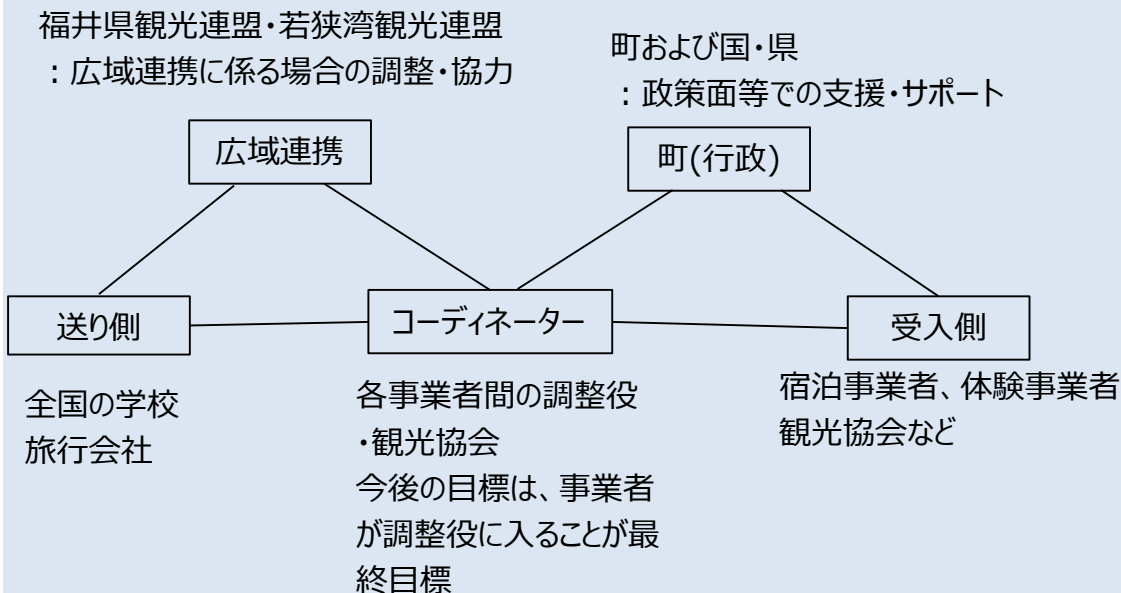 福井県観光連盟・若狭湾観光連盟
：広域連携に係る場合の調整・協力
町および国・県
：政策面等での支援・サポート
広域連携
町(行政)
送り側
コーディネーター
受入側
全国の学校
旅行会社
各事業者間の調整役
・観光協会
今後の目標は、事業者
が調整役に入ることが最
終目標
宿泊事業者、体験事業者
観光協会など